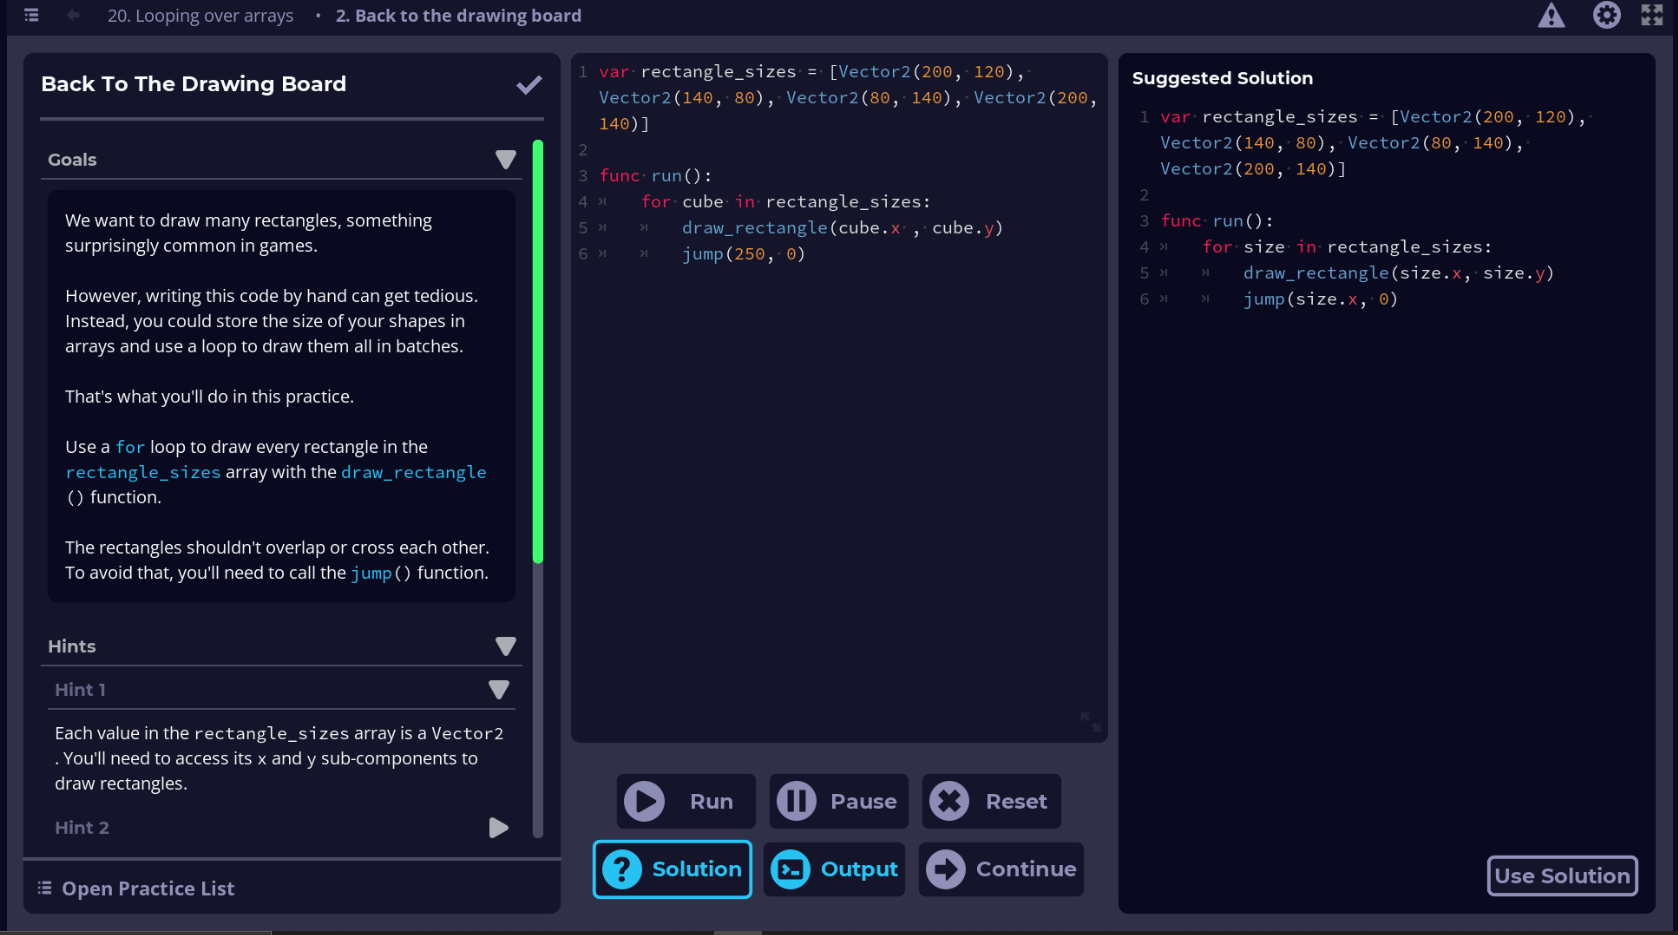 20. Looping over arrays • 2. Back to the drawing board
Back To The Drawing Board
Goals
We want to draw many rectangles, something
surprisingly common in games.
However, writing this code by hand can get tedious.
Instead, you could store the size of your shapes in
arrays and use a loop to draw them all in batches.
That's what you'll do in this practice.
Use a for loop to draw every rectangle in the
rectangle_sizes array with the draw_rectangle
() function.
The rectangles shouldn't overlap or cross each other.
To avoid that, you'll need to call the jump() function.
Hints
Hint 1
Each value in the rectangle_sizes array is a Vector2
. You'll need to access its x and y sub-components to
draw rectangles.
Hint 2
Open Practice List
1 var rectangle_sizes = [Vector2(200, 120),
Vector2(140, 80), Vector2(80, 140), Vector2(200,
140)]
2
3 func run():
4 for cube in rectangle_sizes:
5 draw_rectangle(cube.x , cube.y)
6 jump(250, 0)
Run
Pause
Reset
Solution
Output
Continue
Suggested Solution
1 var rectangle_sizes = [Vector2(200, 120),
Vector2(140, 80), Vector2(80, 140),
Vector2(200, 140)]
2
3 func run():
4 for size in rectangle_sizes:
5 draw_rectangle(size.x, size.y)
6 jump(size.x, 0)
Use Solution